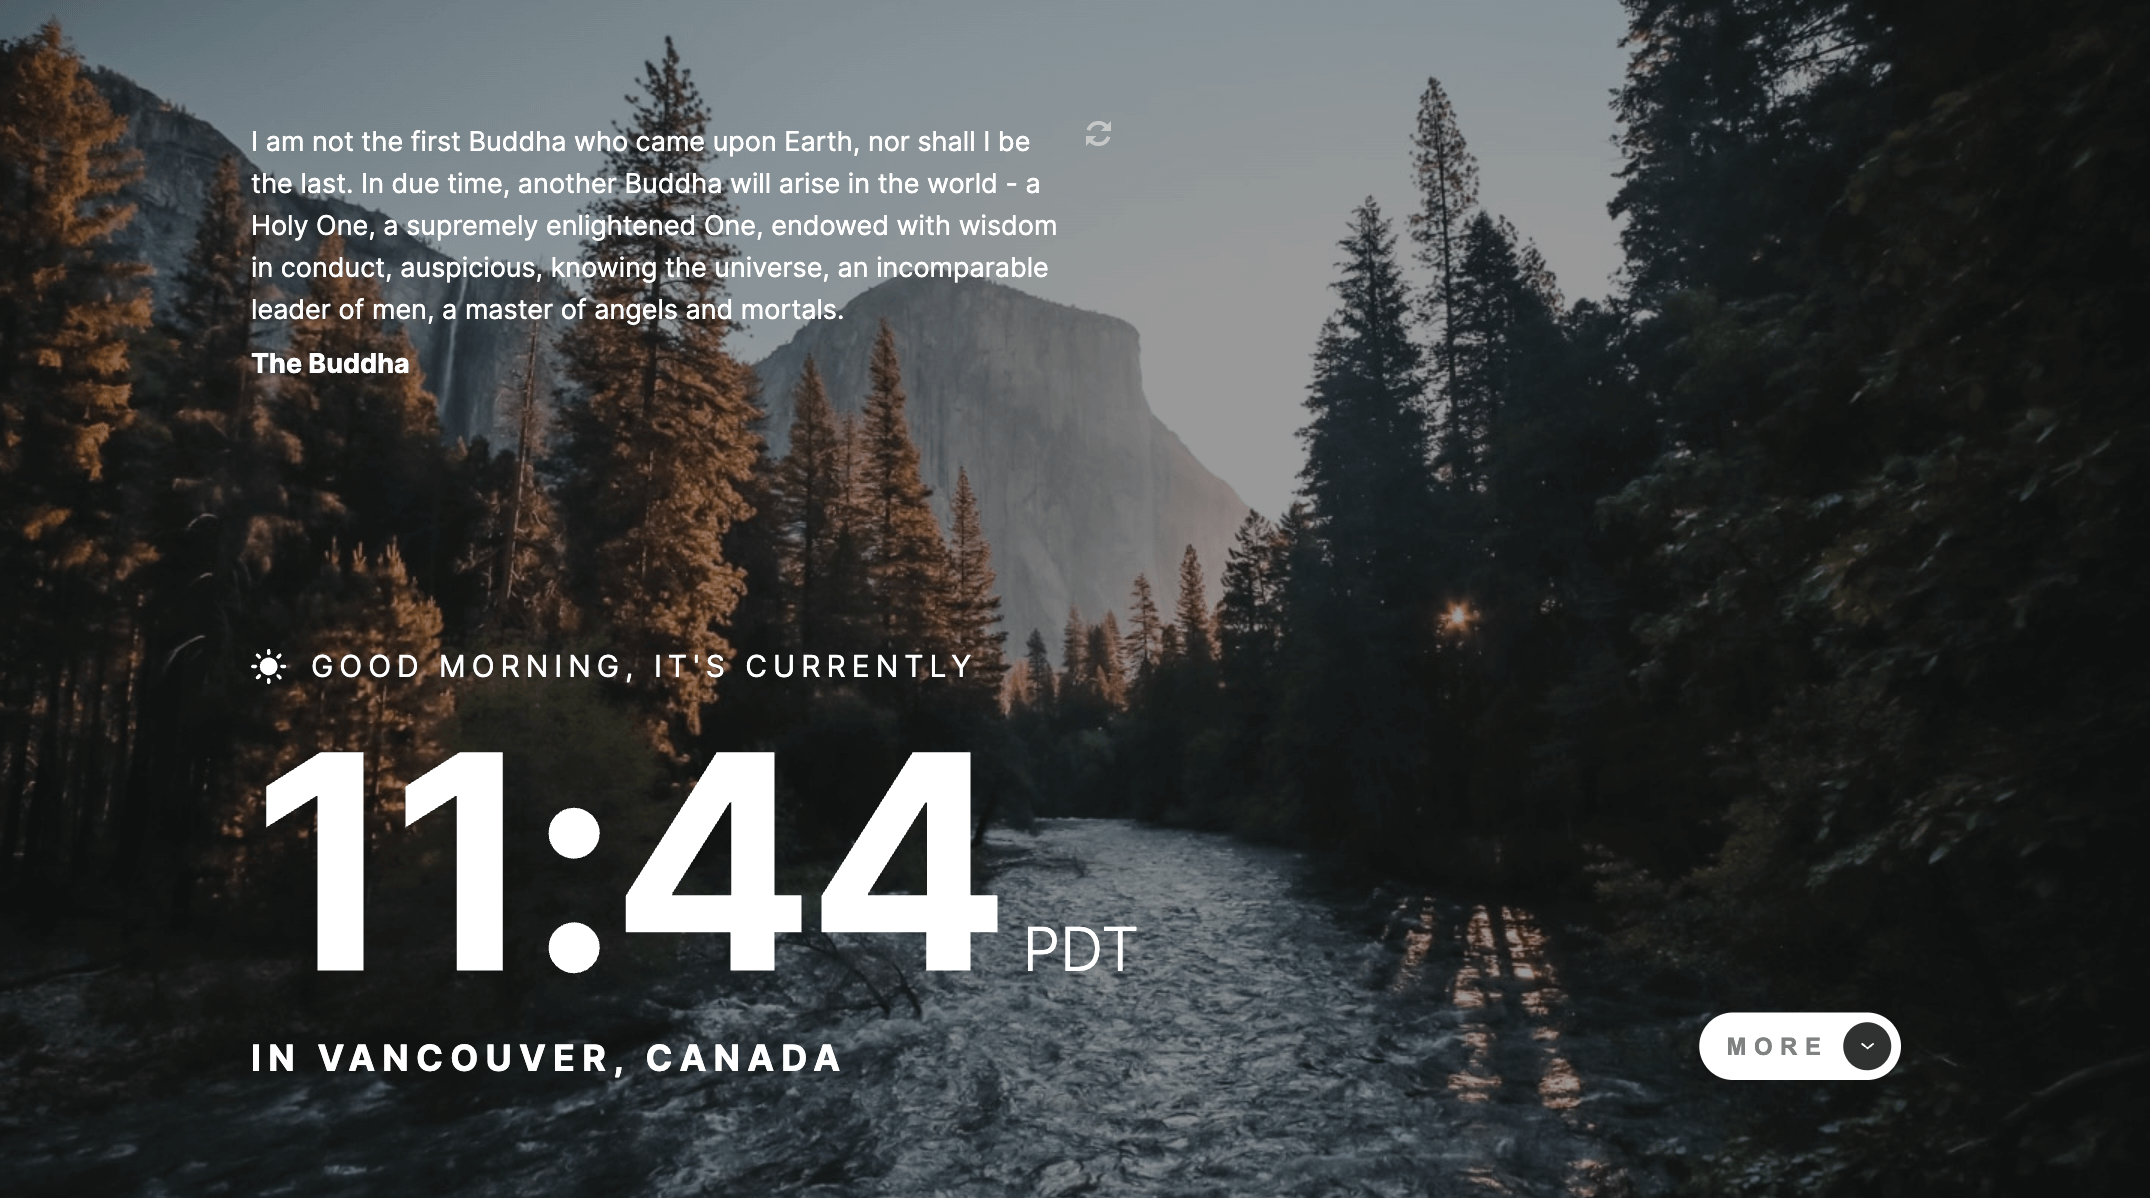 I am not the first Buddha who came upon Earth, nor shall I be
the last. In due time, another Buddha will arise in the world - a
Holy One, a supremely enlightened One, endowed with wisdom
in conduct, auspicious, knowing the universe, an incomparable
leader of men, a master of angels and mortals.
The Buddha
GOOD MORNING, IT'S CURRENTLY
11:44 PDT
IN VANCOUVER, CANADA
MORE